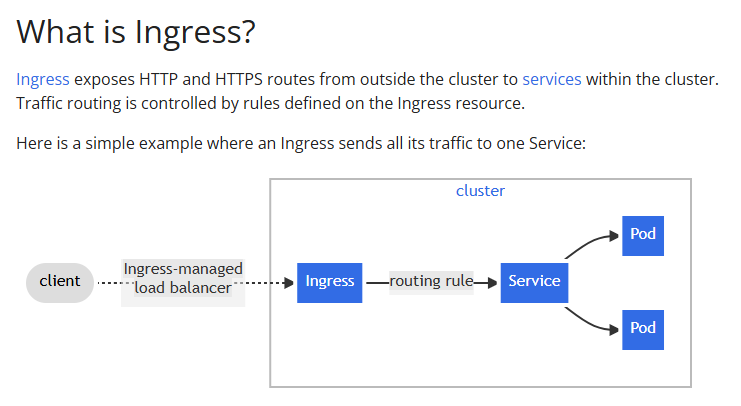 What is Ingress?
Ingress exposes HTTP and HTTPS routes from outside the cluster to services within the cluster.
Traffic routing is controlled by rules defined on the Ingress resource.
Here is a simple example where an Ingress sends all its traffic to one Service:
cluster
client
Ingress-managed
load balancer
Ingress
routing rule
Service
Pod
Pod